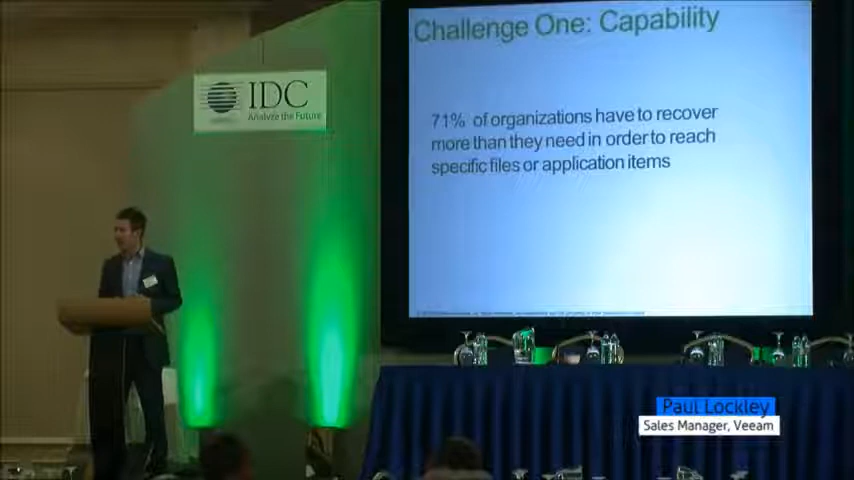 Challenge One: Capability
IDC
Analyze the Future
71% of organizations have to recover
more than they need in order to reach
specific files or application items
Paul Lockley
Sales Manager, Veeam